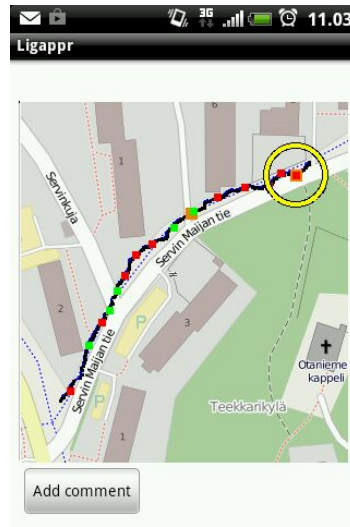 3G
11.03
Ligappr
6
1
Servinkuja
Servin Maijan tie
2
P
3
Otanieme
kappeli
Teekkarikylä
P
Servin Maijan tie
1
Add comment